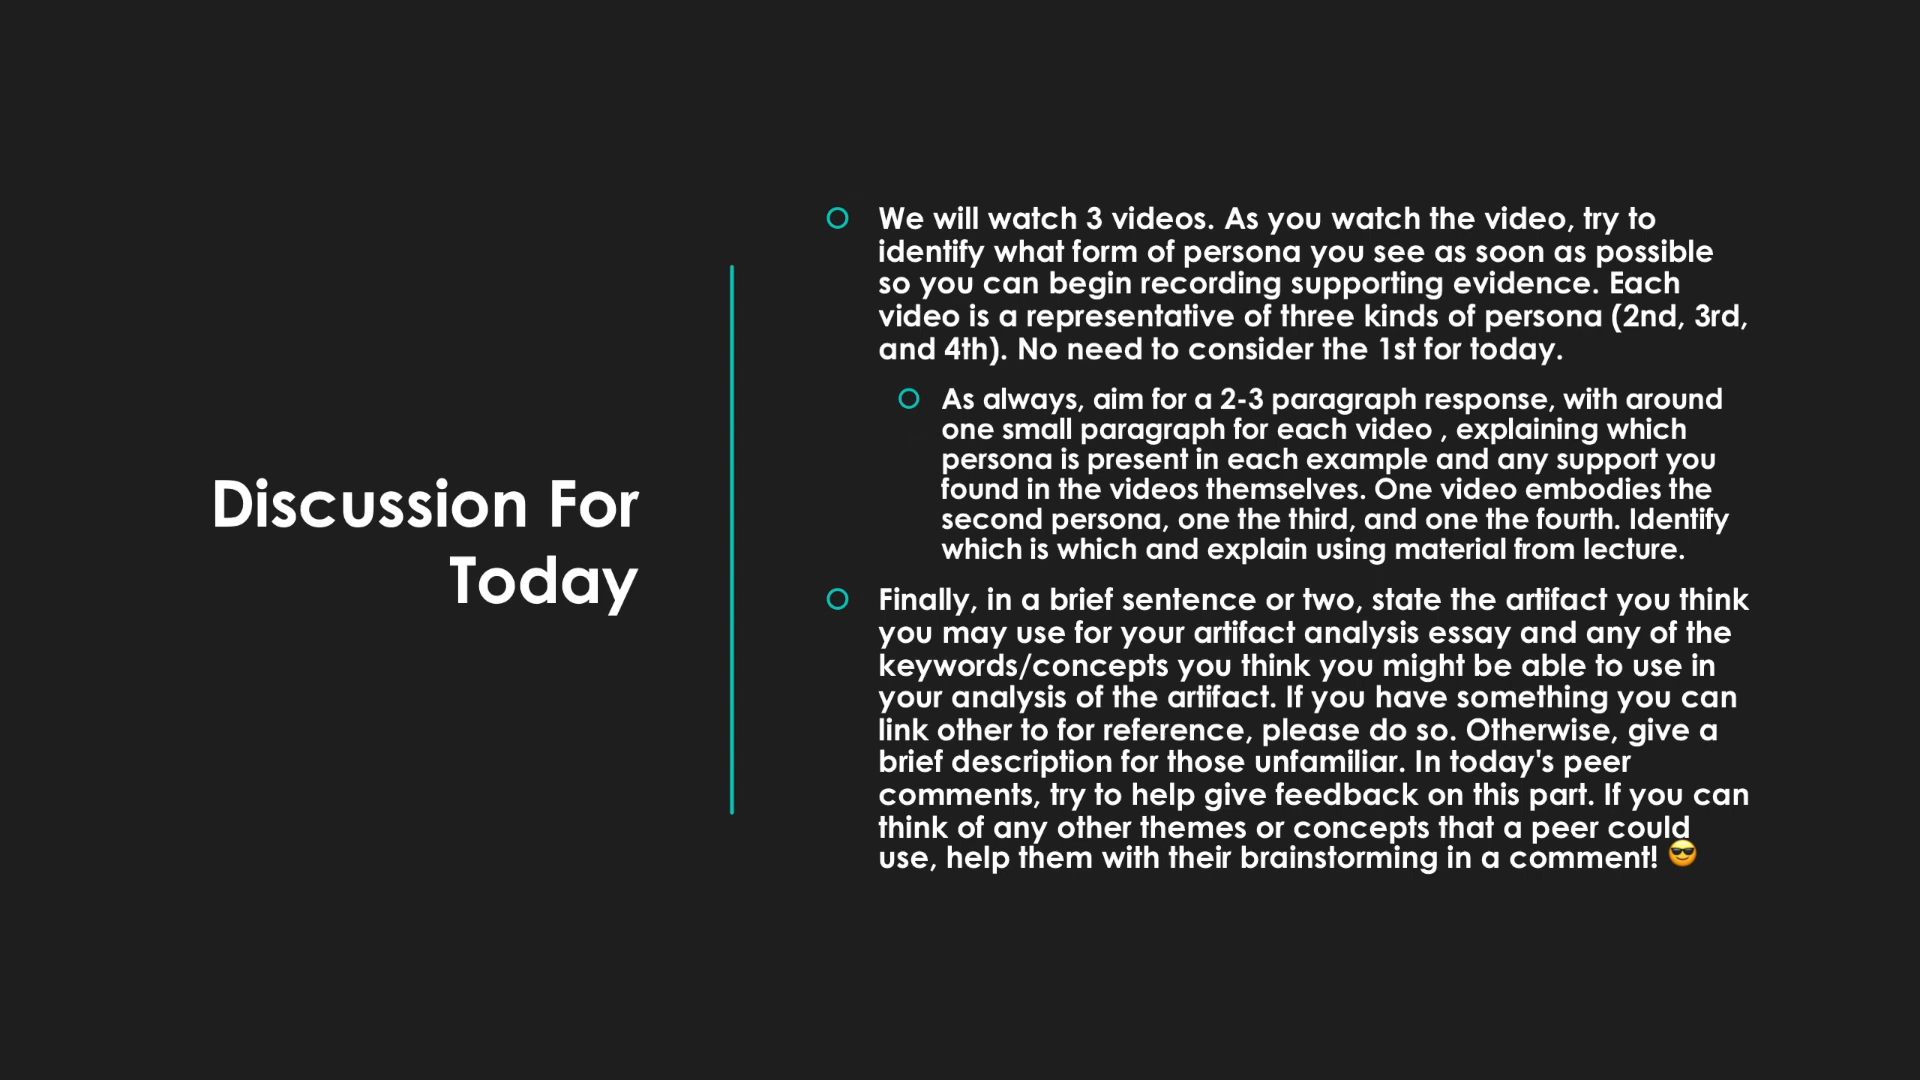 Discussion For
Today
We will watch 3 videos. As you watch the video, try to
identify what form of persona you see as soon as possible
so you can begin recording supporting evidence. Each
video is a representative of three kinds of persona (2nd, 3rd,
and 4th). No need to consider the 1st for today.
As always, aim for a 2-3 paragraph response, with around
one small paragraph for each video , explaining which
persona is present in each example and any support you
found in the videos themselves. One video embodies the
second persona, one the third, and one the fourth. Identify
which is which and explain using material from lecture.
Finally, in a brief sentence or two, state the artifact you think
you may use for your artifact analysis essay and any of the
keywords/concepts you think you might be able to use in
your analysis of the artifact. If you have something you can
link other to for reference, please do so. Otherwise, give a
brief description for those unfamiliar. In today's peer
comments, try to help give feedback on this part. If you can
think of any other themes or concepts that a peer could
use, help them with their brainstorming in a comment! 😎